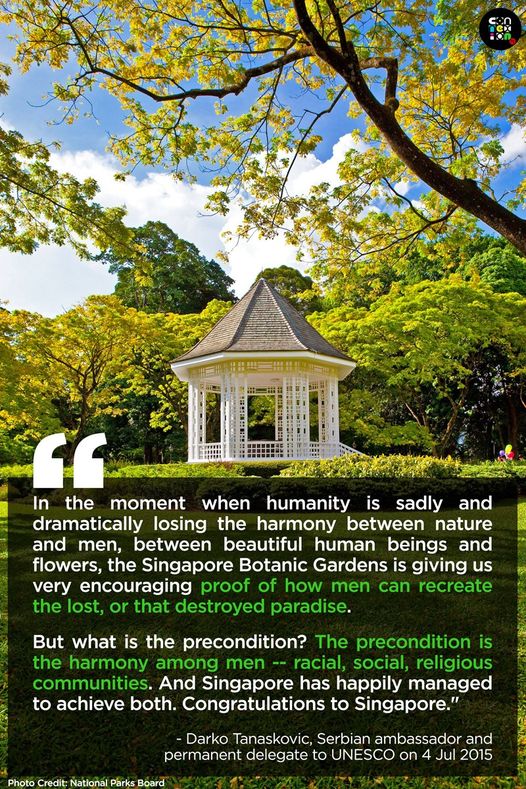 CON
TEX
ION
“
In the moment when humanity is sadly and
dramatically losing the harmony between nature
and men, between beautiful human beings and
flowers, the Singapore Botanic Gardens is giving us
very encouraging proof of how men can recreate
the lost, or that destroyed paradise.
But what is the precondition? The precondition is
the harmony among men -- racial, social, religious
communities. And Singapore has happily managed
to achieve both. Congratulations to Singapore."
- Darko Tanaskovic, Serbian ambassador and
permanent delegate to UNESCO on 4 Jul 2015
Photo Credit: National Parks Board